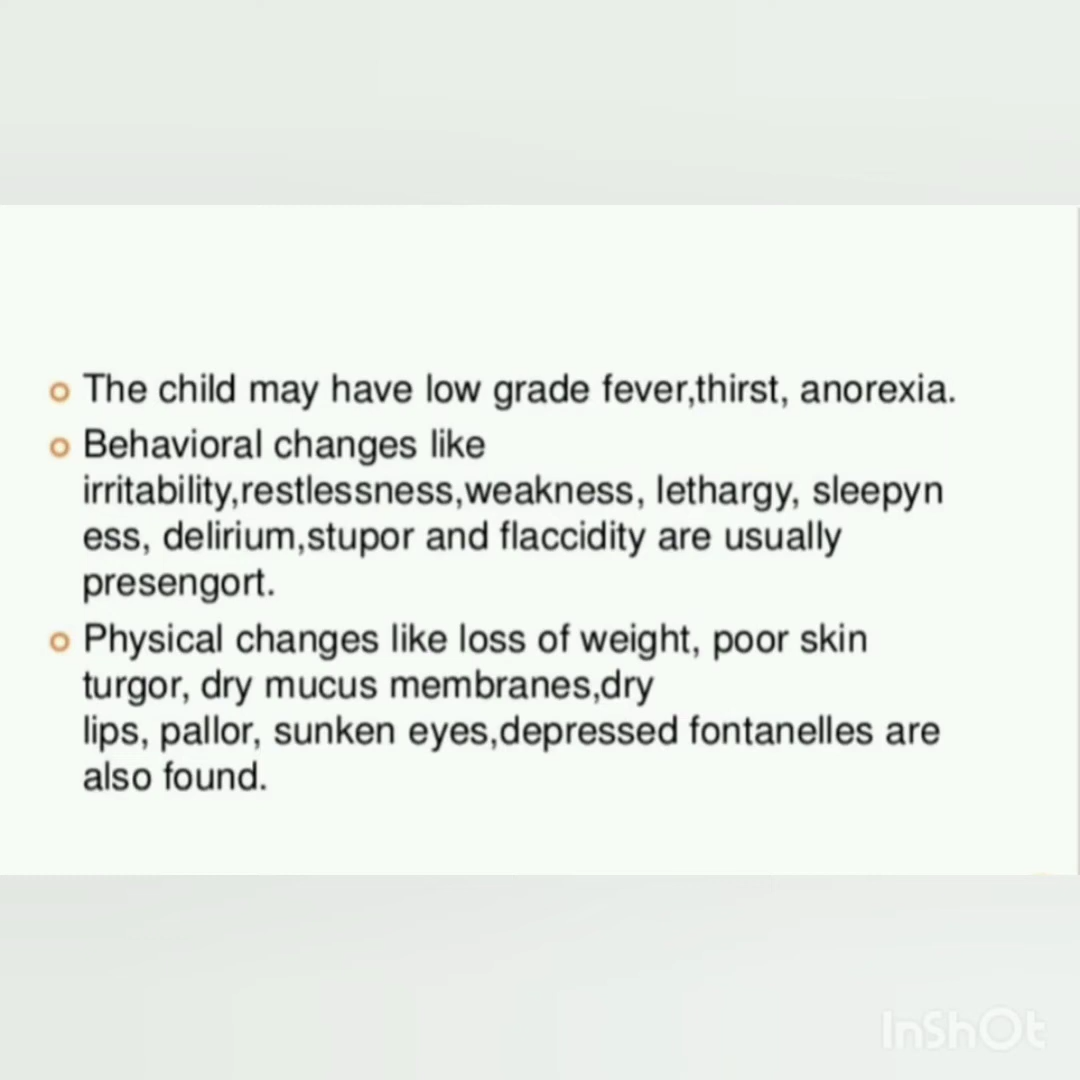 The child may have low grade fever,thirst, anorexia.
Behavioral changes like
irritability,restlessness,weakness, lethargy, sleepyn
ess, delirium,stupor and flaccidity are usually
presengort.
Physical changes like loss of weight, poor skin
turgor, dry mucus membranes,dry
lips, pallor, sunken eyes,depressed fontanelles are
also found.
InShOt